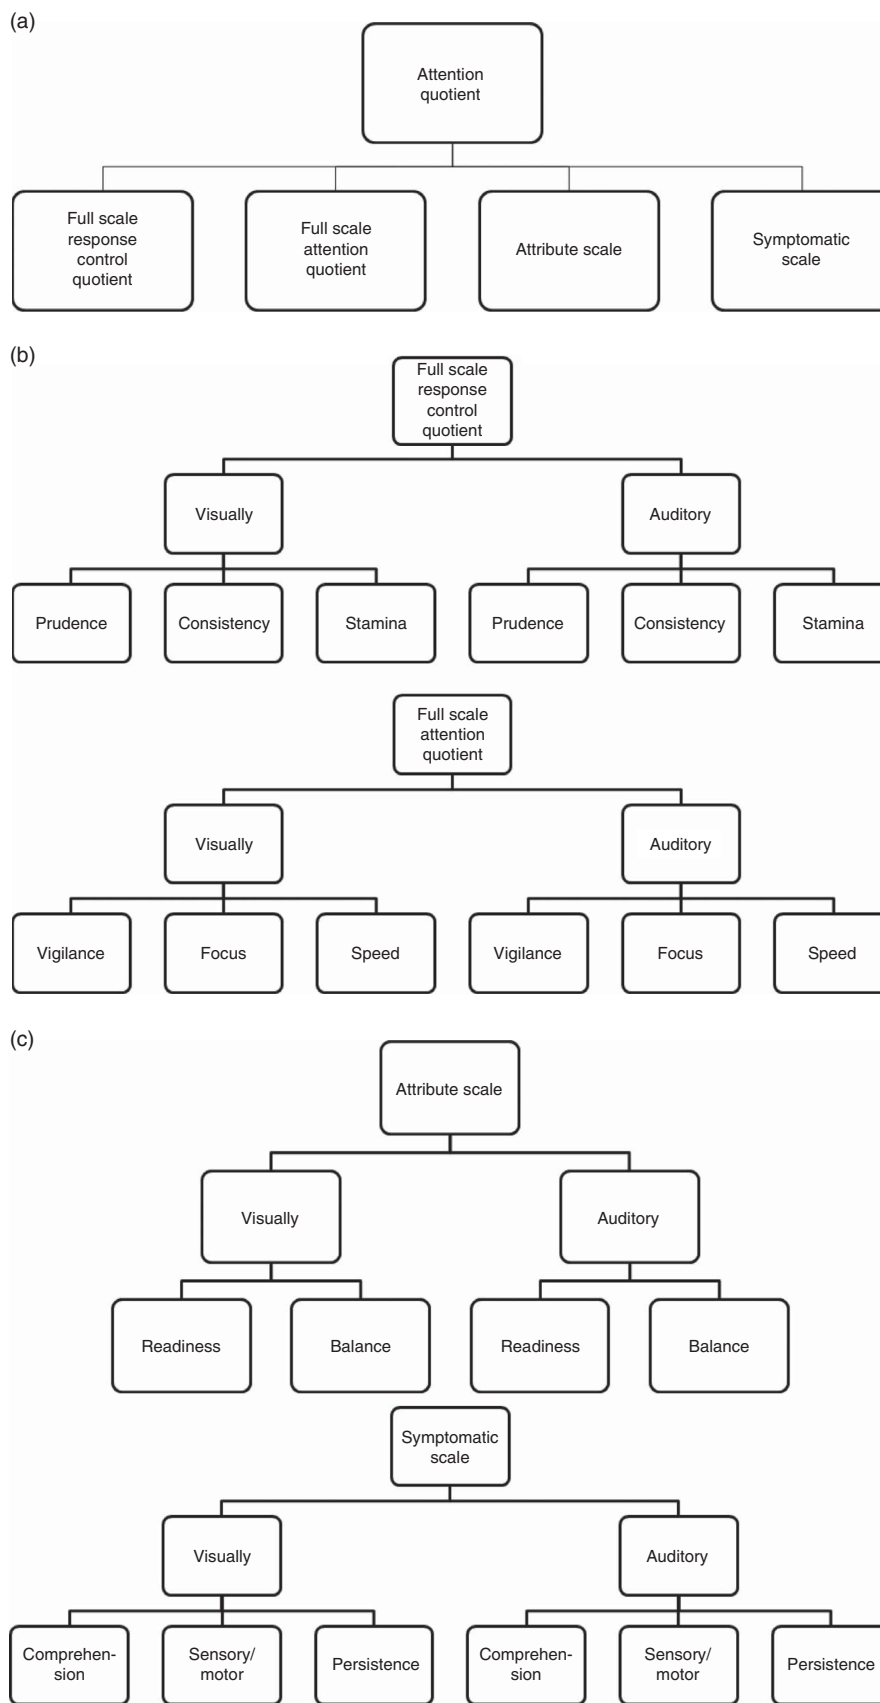 (a)
Attention
quotient
Full scale
response
control
quotient
Full scale
attention
quotient
Attribute scale
Symptomatic
scale
(b)
Full scale
response
control
quotient
Visually
Auditory
Prudence
Consistency
Stamina
Prudence
Consistency
Stamina
Full scale
attention
quotient
Visually
Auditory
Vigilance
Focus
Speed
Vigilance
Focus
Speed
(c)
Attribute scale
Visually
Auditory
Readiness
Balance
Readiness
Balance
Symptomatic
scale
Visually
Auditory
Comprehen-
sion
Sensory/
motor
Persistence
Comprehen-
sion
Sensory/
motor
Persistence